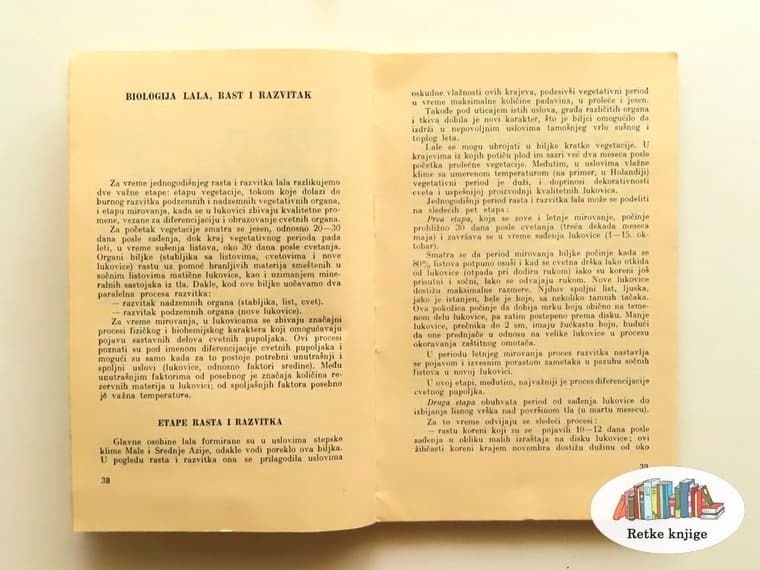 BIOLOGIJA LALA, RAST I RAZVITAK
Za vreme jednogodišnjeg rasta i razvitka lala razlikujemo
dve važne etape: etapu vegetacije, tokom koje dolazi do
burnog razvitka podzemnih i nadzemnih vegetativnih organa,
i etapu mirovanja, kada se u lukovici zbivaju kvalitetne prome-
ne, vezane za diferencijaciju i obrazovanje cvetnih organa.
Za početak vegetacije smatra se jesen, odnosno 20—30
dana posle sađenja, dok kraj vegetativnog perioda pada
leti, u vreme sušenja listova, oko 30 dana posle cvetanja.
Organi biljke (stabljika sa listovima, cvetovima i nove
lukovice) rastu uz pomoć hranljivih materija smeštenih u
sočnim listovima matične lukovice, kao i uzimanjem mine-
ralnih sastojaka iz tla. Dakle, kod ove biljke uočavamo dva
paralelna procesa razvitka:
— razvitak nadzemnih organa (stabljika, list, cvet).
— razvitak podzemnih organa (nove lukovice).
Za vreme mirovanja, u lukovicama se zbivaju značajni
procesi fizičkog i biohemijskog karaktera koji omogućavaju
pojavu sastavnih delova cvetnih pupoljaka. Ovi procesi
poznati su pod imenom diferencijacije cvetnih pupoljaka i
mogući su samo kada za to postoje potrebni unutrašnji i
spoljni uslovi (lukovice, odnosno faktori sredine). Među
unutrašnjim faktorima od posebnog je značaja količina re-
zervnih materija u lukovici; od spoljašnjih faktora posebno
je važna temperatura.
ETAPE RASTA I RAZVITKA
Glavne osobine lala formirane su u uslovima stepske
klime Male i Srednje Azije, odakle vodi poreklo ova biljka.
U pogledu rasta i razvitka ona se prilagodila uslovima
38
oskudne vlažnosti ovih krajeva, podesivši vegetativni period
u vreme maksimalne količine padavina, u proleće i jesen.
Takođe pod uticajem istih uslova, građa različitih organa
i tkiva dobila je novi karakter, što je biljci omogućilo da
izdrži u nepovoljnim uslovima tamošnjeg vrlo sušnog i
toplog leta.
Lale se mogu ubrojati u biljke kratke vegetacije. U
krajevima iz kojih potiču plod im sazri već dva meseca posle
početka prolećne vegetacije. Međutim, u uslovima vlažne
klime sa umerenom temperaturom (na primer, u Holandiji)
vegetativni period je duži, i doprinosi dekorativnosti
cveta i uspešnijoj proizvodnji kvalitetnih lukovica.
Jednogodišnji period rasta i razvitka lala može se podeliti
na sledećih pet etapa:
Prva etapa, koja se zove i letnje mirovanje, počinje
približno 30 dana posle cvetanja (treća dekada meseca
maja) i završava se u vreme sađenja lukovice (1—15. ok-
tobar).
Smatra se da period mirovanja biljke počinje kada se
80% listova potpuno osuši i kad se cvetna drška lako otkida
od lukovice (otpada pri dodiru rukom) iako su koreni još
prisutni i sočni, lako se odvajaju rukom. Nove lukovice
dostižu maksimalne razmere. Njihov spoljni list, ljuska,
jako je istanjen, bele je boje, sa nekoliko tamnih tačaka.
Ova pokožica počinje da dobija mrku boju obično na teme-
nom delu lukovice, pa zatim postepeno prema disku. Manje
lukovice, prečnika do 2 sm, imaju žućkastu boju, budući
da one prednjače u odnosu na velike lukovice u procesu
okoravanja zaštitnog omotača.
U periodu letnjeg mirovanja proces razvitka nastavlja
se pojavom i izvesnim porastom zametaka u pazuhu sočnih
listova u novoj lukovici.
U ovoj etapi, međutim, najvažniji je proces diferencijacije
cvetnog pupoljka.
Druga etapa obuhvata period od sađenja lukovice do
izbijanja lisnog vrška nad površinom tla (u martu mesecu).
Za to vreme odvijaju se sledeći procesi:
— rastu koreni koji su se pojavili 10—12 dana posle
sađenja u obliku malih izraštaja na disku lukovice; ovi
žiličasti koreni krajem novembra dostižu dužinu od oko
39
Retke knjige